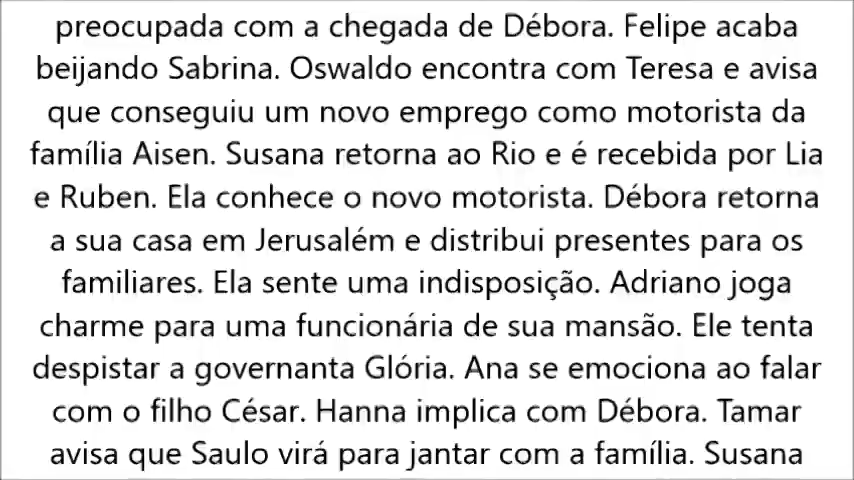 preocupada com a chegada de Débora. Felipe acaba
beijando Sabrina. Oswaldo encontra com Teresa e avisa
que conseguiu um novo emprego como motorista da
família Aisen. Susana retorna ao Rio e é recebida por Lia
e Ruben. Ela conhece o novo motorista. Débora retorna
a sua casa em Jerusalém e distribui presentes para os
familiares. Ela sente uma indisposição. Adriano joga
charme para uma funcionária de sua mansão. Ele tenta
despistar a governanta Glória. Ana se emociona ao falar
com o filho César. Hanna implica com Débora. Tamar
avisa que Saulo virá para jantar com a família. Susana